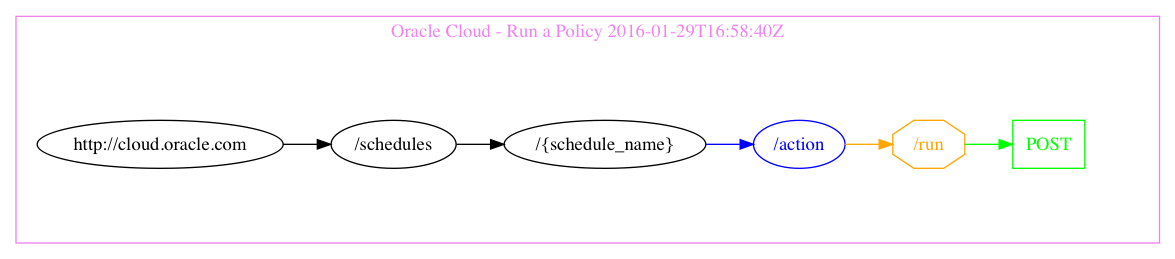 Oracle Cloud - Run a Policy 2016-01-29T16:58:40Z
http://cloud.oracle.com
/schedules
/{schedule_name}
/action
/run
POST